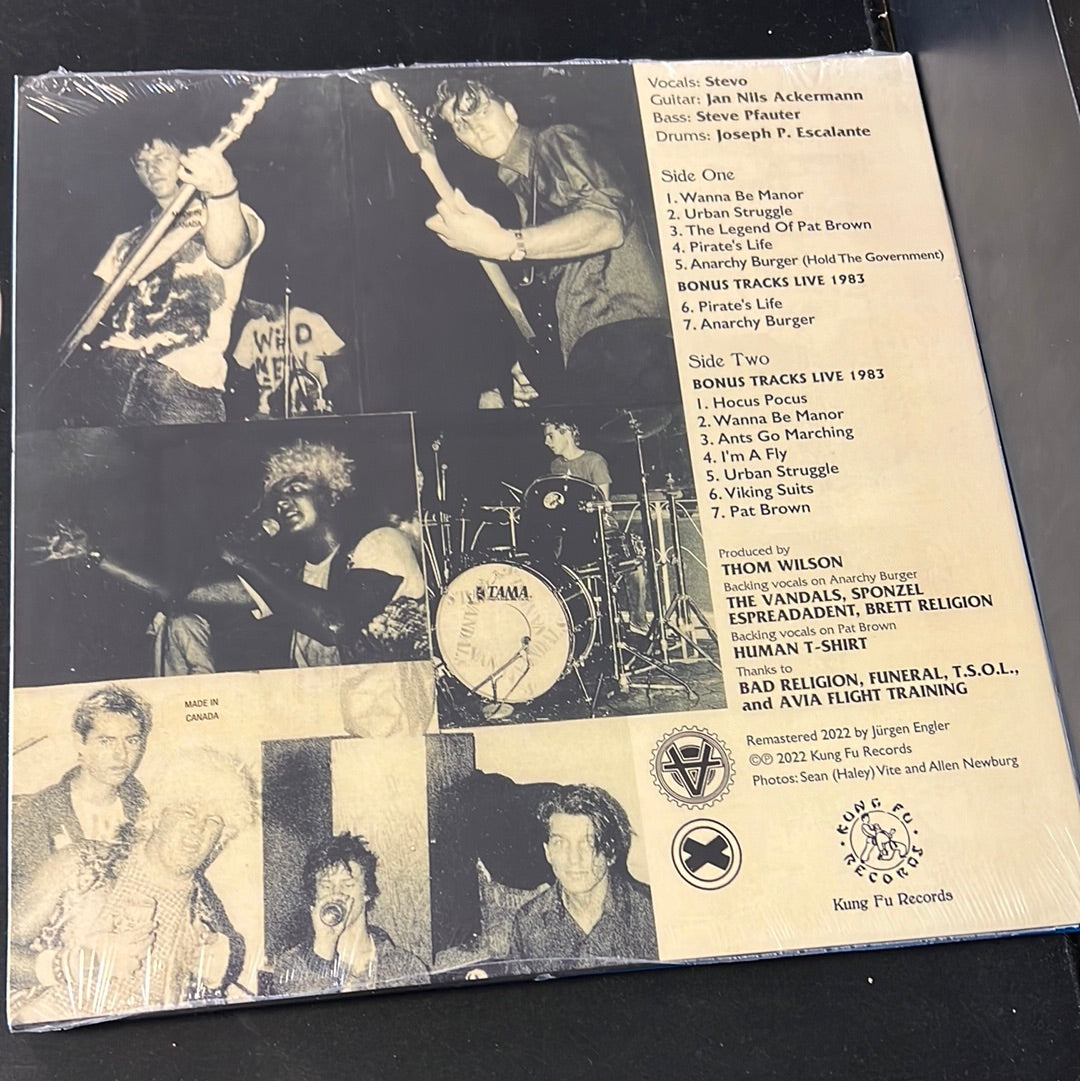 Vocals: Stevo
Guitar: Jan Nils Ackermann
Bass: Steve Pfauter
Drums: Joseph P. Escalante
Side One
1. Wanna Be Manor
2. Urban Struggle
3. The Legend Of Pat Brown
4. Pirate's Life
5. Anarchy Burger (Hold The Government)
BONUS TRACKS LIVE 1983
6. Pirate's Life
7. Anarchy Burger
Side Two
BONUS TRACKS LIVE 1983
1. Hocus Pocus
2. Wanna Be Manor
3. Ants Go Marching
4. I'm A Fly
5. Urban Struggle
6. Viking Suits
7. Pat Brown
Produced by
THOM WILSON
Backing vocals on Anarchy Burger
THE VANDALS, SPONZEL
ESPREADADENT, BRETT RELIGION
Backing vocals on Pat Brown
HUMAN T-SHIRT
Thanks to
BAD RELIGION, FUNERAL, T.S.O.L.,
and AVIA FLIGHT TRAINING
Remastered 2022 by Jürgen Engler
©℗ 2022 Kung Fu Records
Photos: Sean (Haley) Vite and Allen Newburg
KUNG FU
RECORDS
Kung Fu Records
MADE IN
CANADA
WILD
MEN
TAMA
VANDALS
MADE IN
CANADA